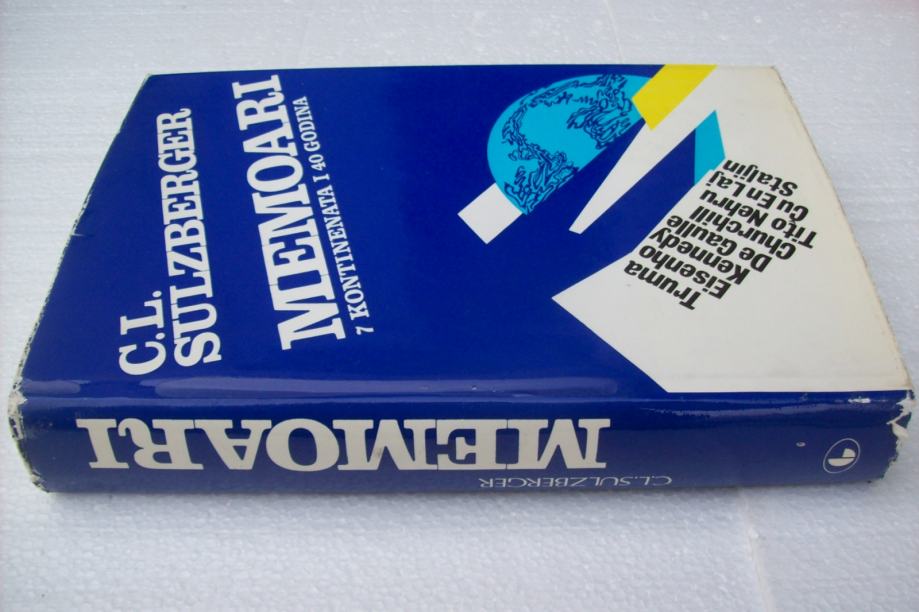 C.L.
SULZBERGER
MEMOARI
7 KONTINENATA I 40 GODINA
Truma
Eisenho
Kennedy
De Gaulle
Churchill
Tito Nehru
Ču En Laj
Staljin
C.L.SULZBERGER
MEMOARI